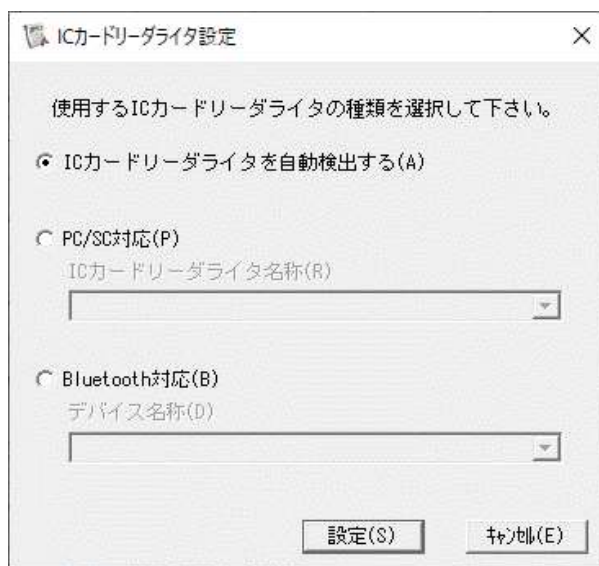 ICカードリーダライタ設定
使用するICカードリーダライタの種類を選択して下さい。
ICカードリーダライタを自動検出する(A)
PC/SC対応(P)
ICカードリーダライタ名称(R)
Bluetooth対応(B)
デバイス名称(D)
設定(S)
ｷｬﾝｾﾙ(E)